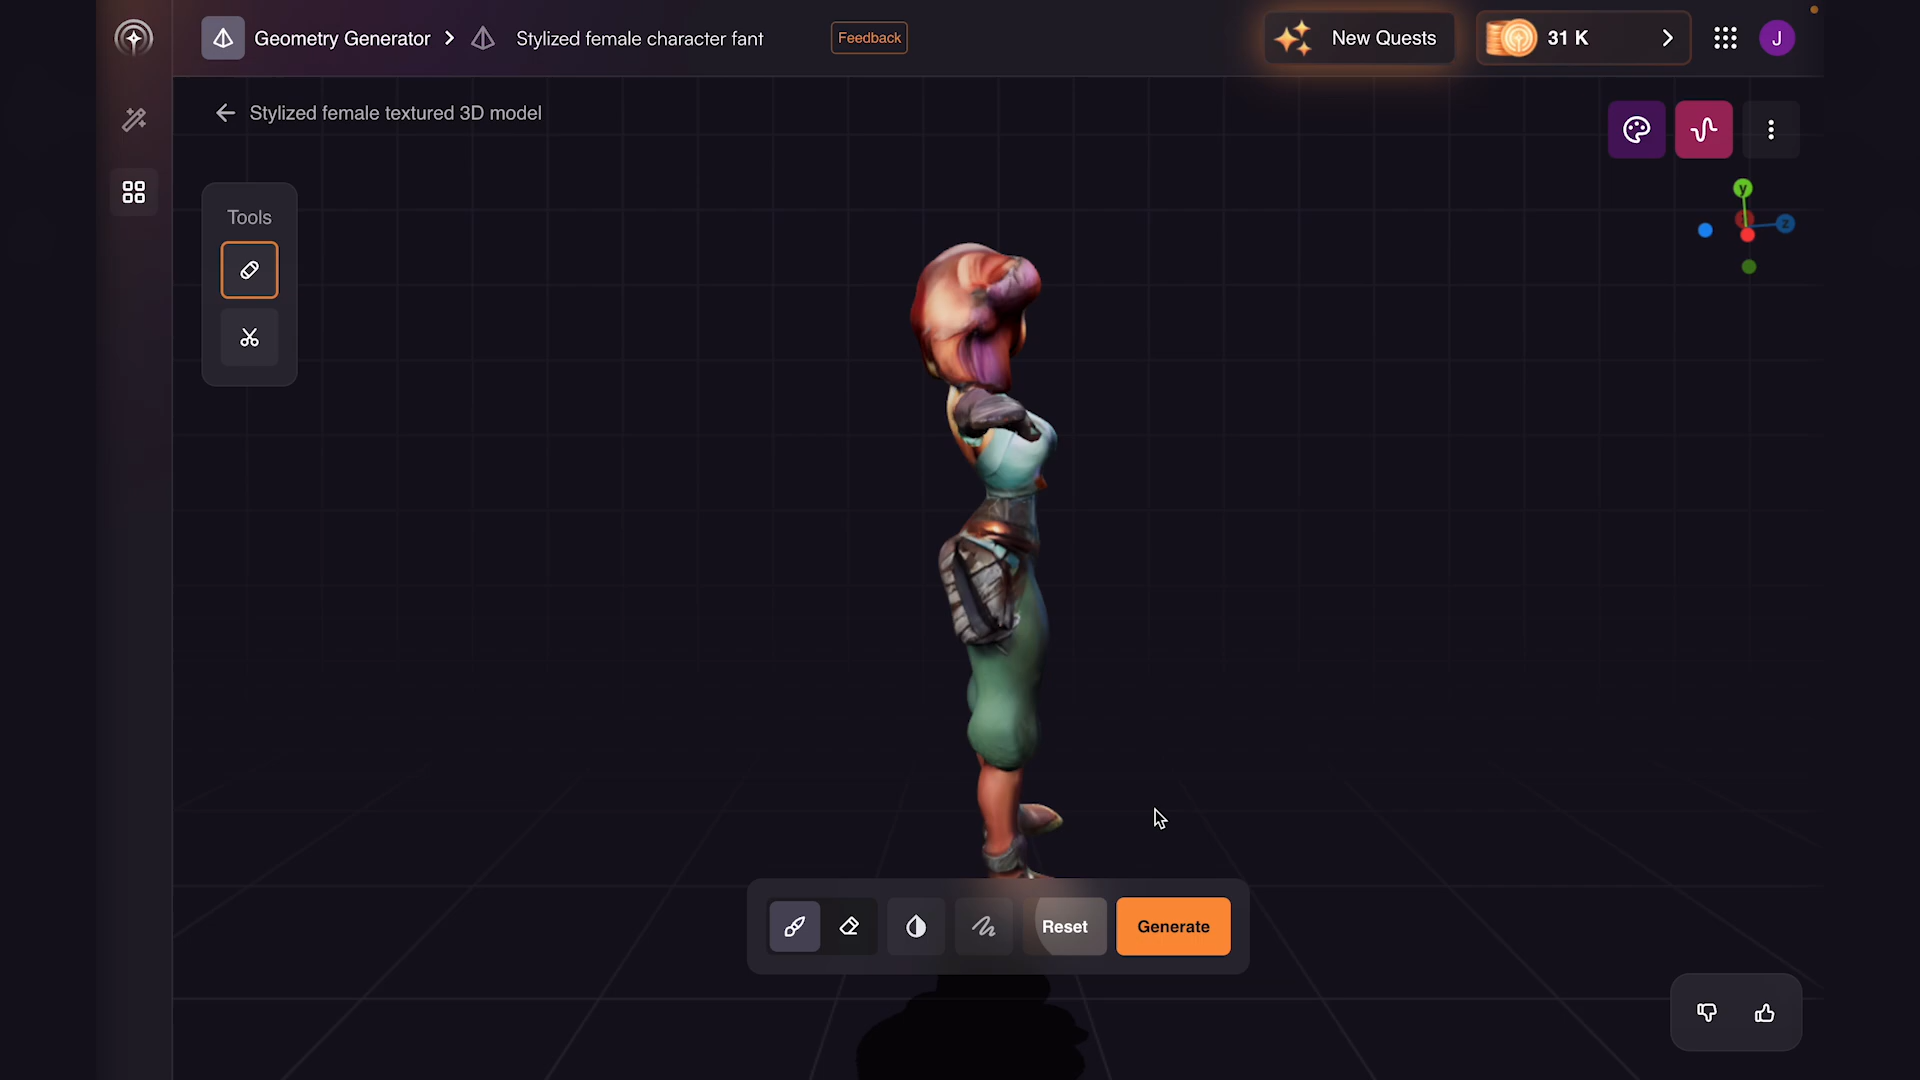 Geometry Generator
Stylized female character fant
Feedback
New Quests
31 K
J
Stylized female textured 3D model
Tools
y
z
Reset
Generate